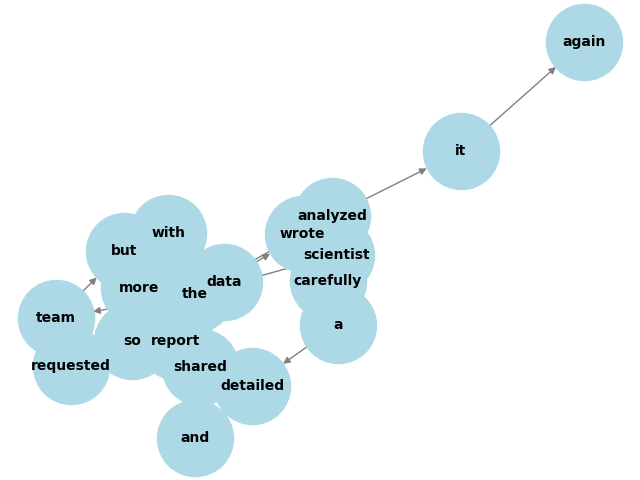 again
it
analyzed
with
wrote
but
scientist
carefully
data
more
the
team
a
so
report
requested
shared
detailed
and